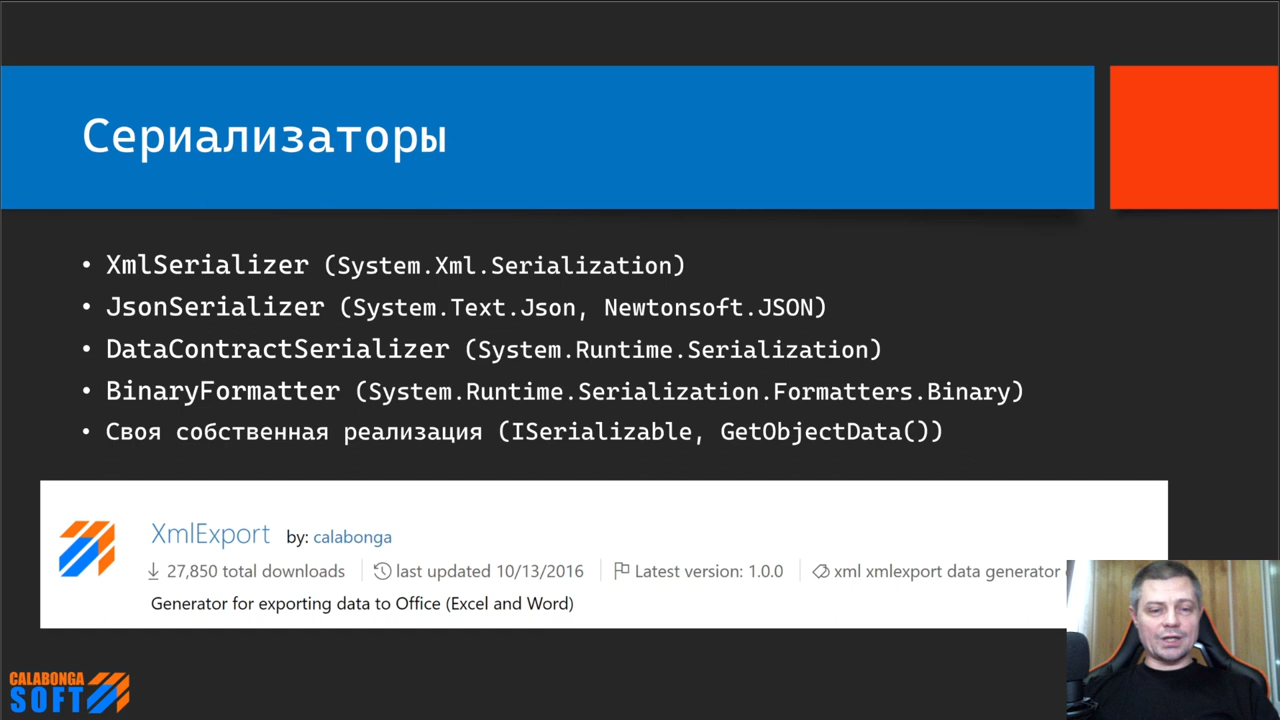 Сериализаторы
• XmlSerializer (System.Xml.Serialization)
• JsonSerializer (System.Text.Json, Newtonsoft.JSON)
• DataContractSerializer (System.Runtime.Serialization)
• BinaryFormatter (System.Runtime.Serialization.Formatters.Binary)
• Своя собственная реализация (ISerializable, GetObjectData())
XmlExport by: calabonga
27,850 total downloads last updated 10/13/2016 Latest version: 1.0.0 xml xmlexport data generator
Generator for exporting data to Office (Excel and Word)
CALABONGA
SOFT